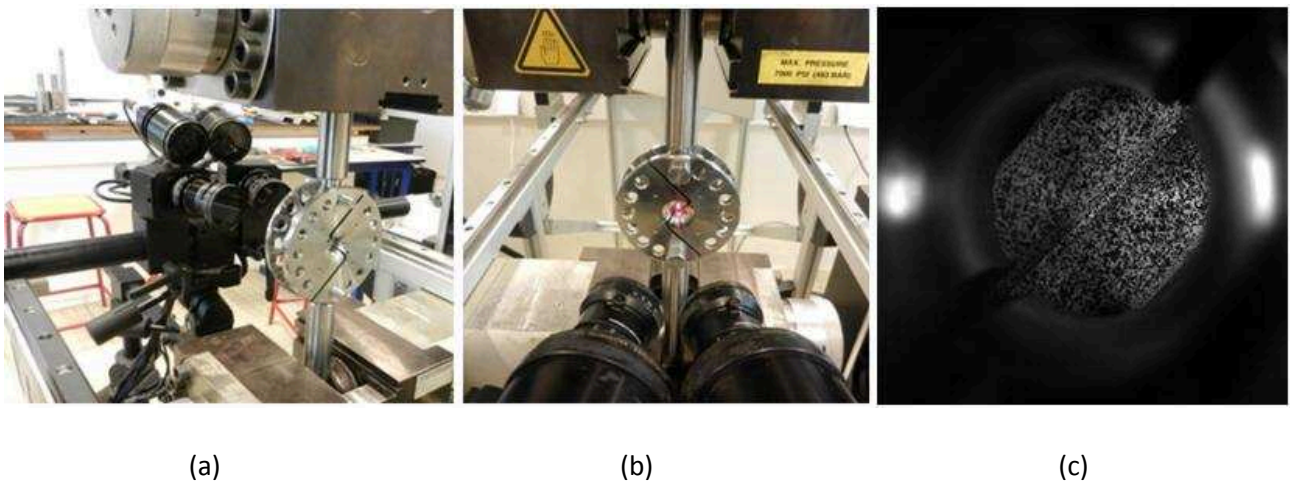 MAX. PRESSURE
7000 PSI (483 BAR)
(a)
(b)
(c)